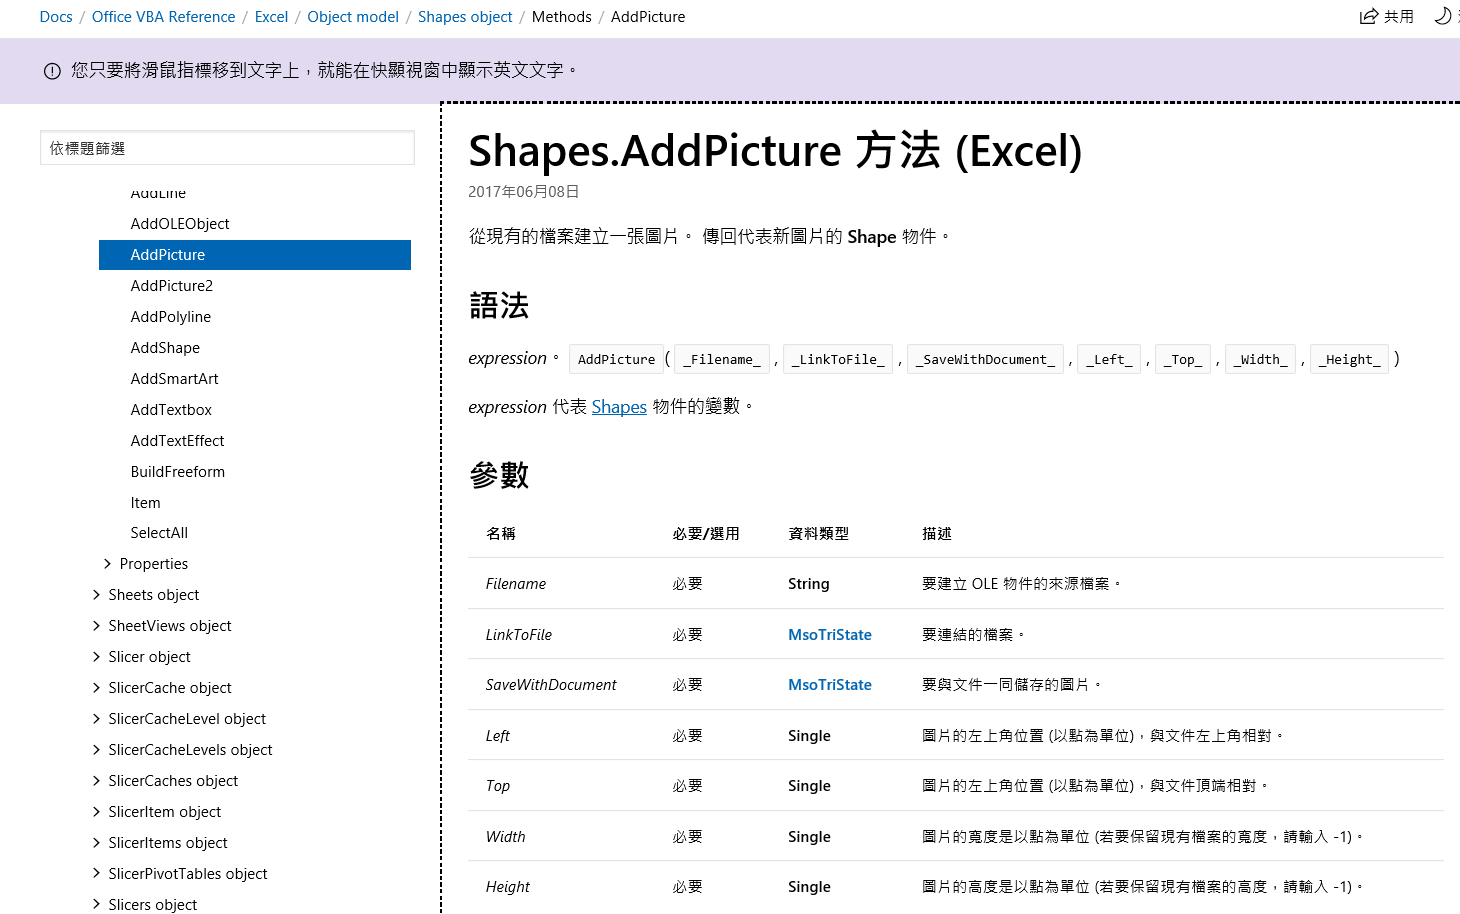 Docs / Office VBA Reference / Excel / Object model / Shapes object / Methods / AddPicture
共用
您只要將滑鼠指標移到文字上，就能在快顯視窗中顯示英文文字。
依標題篩選
AddLine
AddOLEObject
AddPicture
AddPicture2
AddPolyline
AddShape
AddSmartArt
AddTextbox
AddTextEffect
BuildFreeform
Item
SelectAll
Properties
Sheets object
SheetViews object
Slicer object
SlicerCache object
SlicerCacheLevel object
SlicerCacheLevels object
SlicerCaches object
SlicerItem object
SlicerItems object
SlicerPivotTables object
Slicers object
Shapes.AddPicture 方法 (Excel)
2017年06月08日
從現有的檔案建立一張圖片。 傳回代表新圖片的 Shape 物件。
語法
expression。 AddPicture( _Filename_ , _LinkToFile_ , _SaveWithDocument_ , _Left_ , _Top_ , _Width_ , _Height_ )
expression 代表 Shapes 物件的變數。
參數
名稱 必要/選用 資料類型 描述
Filename 必要 String 要建立 OLE 物件的來源檔案。
LinkToFile 必要 MsoTriState 要連結的檔案。
SaveWithDocument 必要 MsoTriState 要與文件一同儲存的圖片。
Left 必要 Single 圖片的左上角位置 (以點為單位)，與文件左上角相對。
Top 必要 Single 圖片的左上角位置 (以點為單位)，與文件頂端相對。
Width 必要 Single 圖片的寬度是以點為單位 (若要保留現有檔案的寬度，請輸入 -1)。
Height 必要 Single 圖片的高度是以點為單位 (若要保留現有檔案的高度，請輸入 -1)。